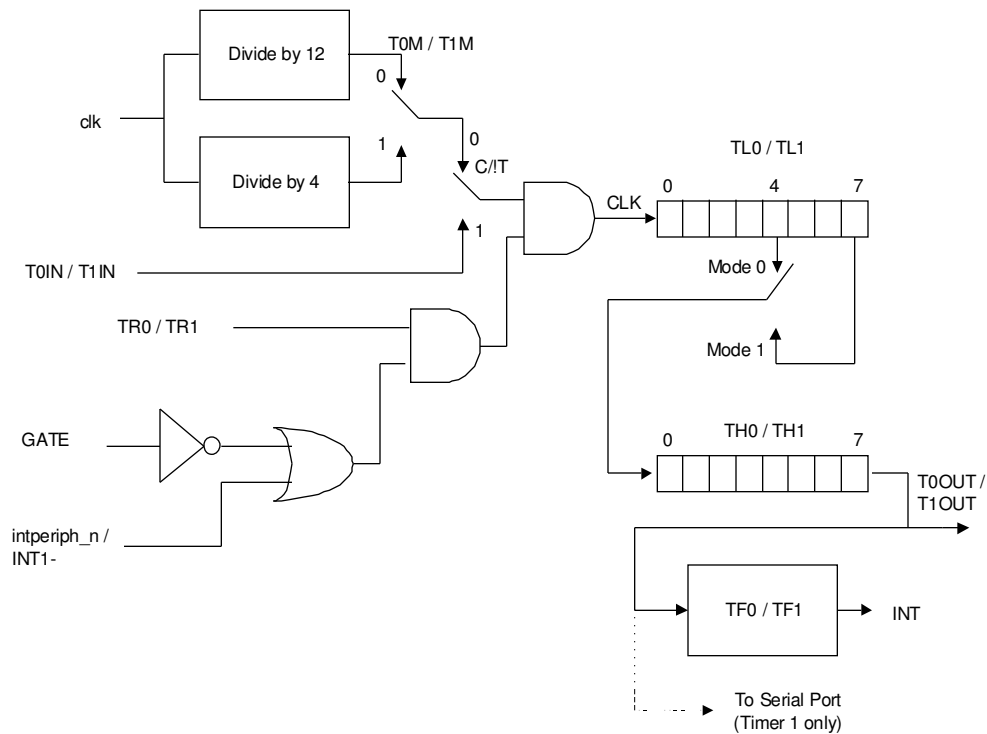 Divide by 12
T0M / T1M
0
clk
1
0
Divide by 4
C/!T
TL0 / TL1
0 4 7
CLK
1
T0IN / T1IN
Mode 0
TR0 / TR1
Mode 1
GATE
TH0 / TH1
0 7
T0OUT /
T1OUT
intperiph_n /
INT1-
TF0 / TF1
INT
To Serial Port
(Timer 1 only)